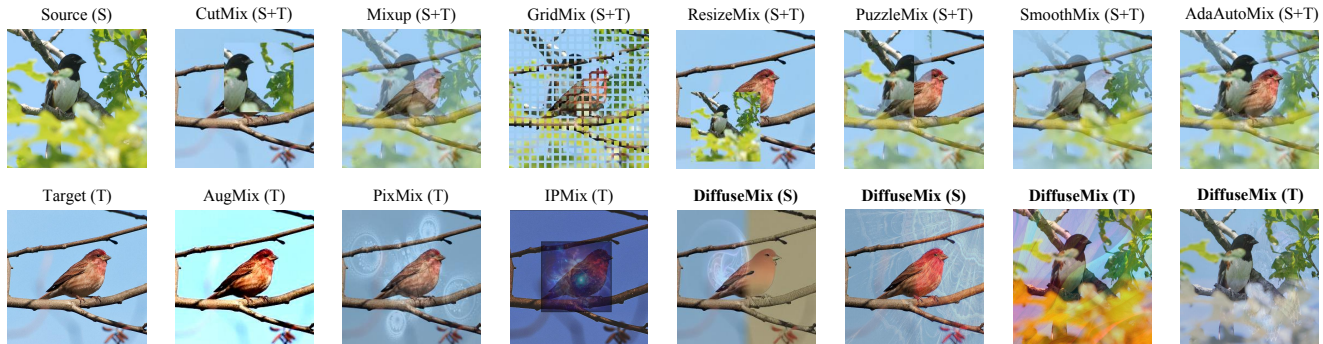 Source (S)
CutMix (S+T)
Mixup (S+T)
GridMix (S+T)
ResizeMix (S+T)
PuzzleMix (S+T)
SmoothMix (S+T)
AdaAutoMix (S+T)
Target (T)
AugMix (T)
PixMix (T)
IPMix (T)
DiffuseMix (S)
DiffuseMix (S)
DiffuseMix (T)
DiffuseMix (T)